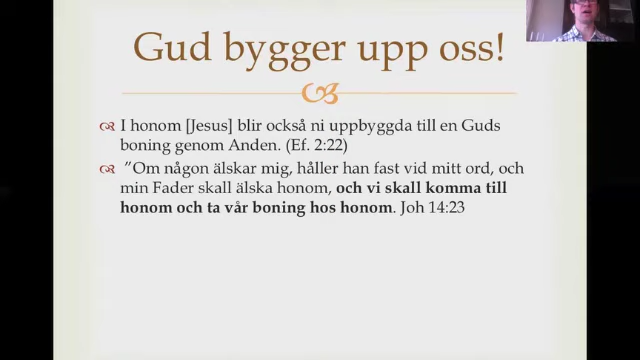 Gud bygger upp oss!
I honom [Jesus] blir också ni uppbyggda till en Guds
boning genom Anden. (Ef. 2:22)
”Om någon älskar mig, håller han fast vid mitt ord, och
min Fader skall älska honom, och vi skall komma till
honom och ta vår boning hos honom. Joh 14:23